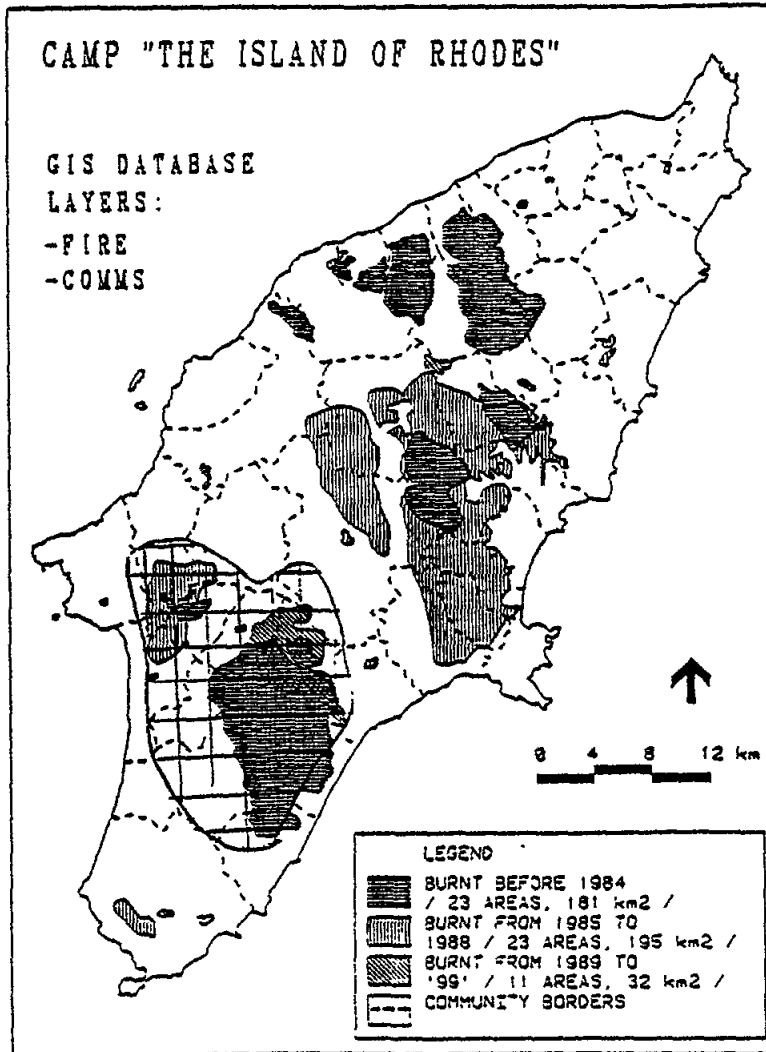 CAMP "THE ISLAND OF RHODES"
GIS DATABASE
LAYERS:
-FIRE
-COMMS
0 4 8 12 km
LEGEND
BURNT BEFORE 1984
/ 23 AREAS, 181 km2 /
BURNT FROM 1985 TO
1988 / 23 AREAS, 195 km2 /
BURNT FROM 1989 TO
'99' / 11 AREAS, 32 km2 /
COMMUNITY BORDERS